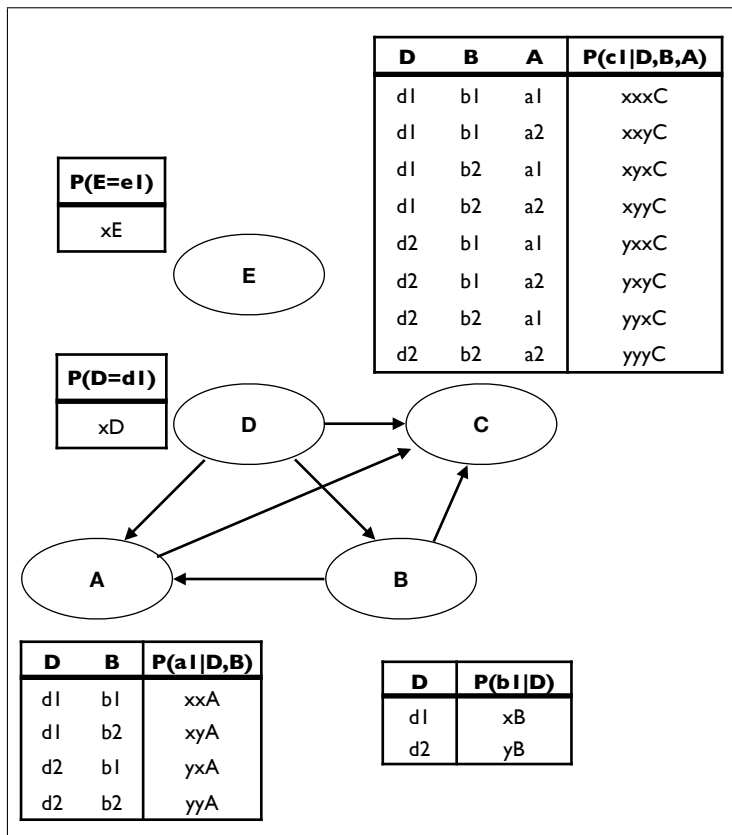 D B A P(c1|D,B,A)
d1 b1 a1 xxxC
d1 b1 a2 xxyC
d1 b2 a1 xyxC
d1 b2 a2 xyyC
d2 b1 a1 yxxC
d2 b1 a2 yxyC
d2 b2 a1 yyxC
d2 b2 a2 yyyC
P(E=e1)
xE
E
P(D=d1)
xD
D
C
A
B
D B P(a1|D,B)
d1 b1 xxA
d1 b2 xyA
d2 b1 yxA
d2 b2 yyA
D P(b1|D)
d1 xB
d2 yB